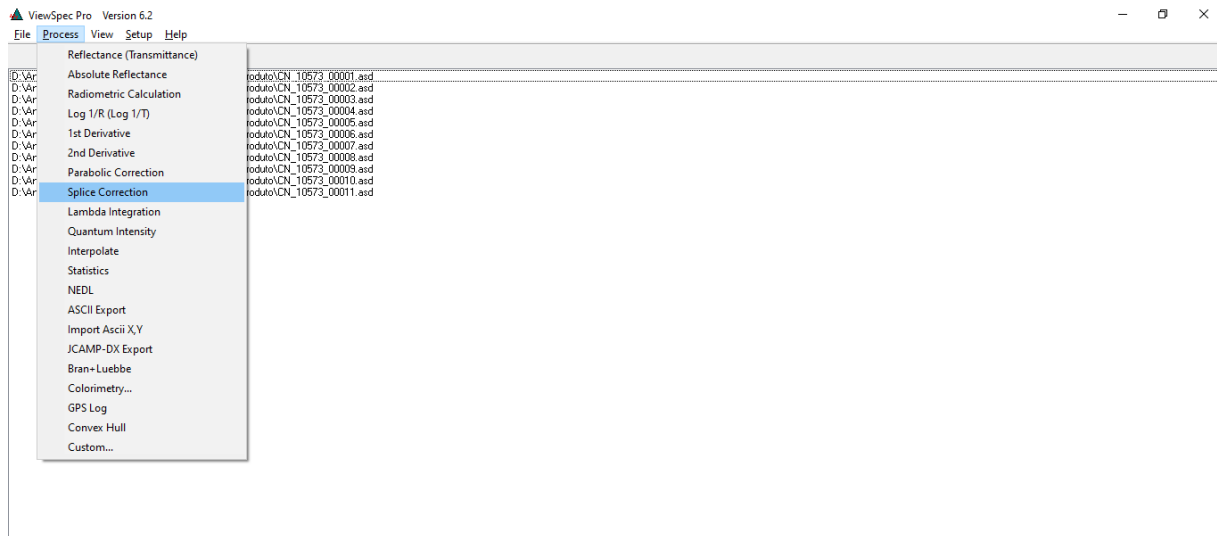 ViewSpec Pro Version 6.2
File Process View Setup Help
Reflectance (Transmittance)
Absolute Reflectance
Radiometric Calculation
Log 1/R (Log 1/T)
1st Derivative
2nd Derivative
Parabolic Correction
Splice Correction
Lambda Integration
Quantum Intensity
Interpolate
Statistics
NEDL
ASCII Export
Import Ascii X,Y
JCAMP-DX Export
Bran+Luebbe
Colorimetry...
GPS Log
Convex Hull
Custom...
D:\Ar roduto\CN_10573_00001.asd
D:\Ar roduto\CN_10573_00002.asd
D:\Ar roduto\CN_10573_00003.asd
D:\Ar roduto\CN_10573_00004.asd
D:\Ar roduto\CN_10573_00005.asd
D:\Ar roduto\CN_10573_00006.asd
D:\Ar roduto\CN_10573_00007.asd
D:\Ar roduto\CN_10573_00008.asd
D:\Ar roduto\CN_10573_00009.asd
D:\Ar roduto\CN_10573_00010.asd
D:\Ar roduto\CN_10573_00011.asd